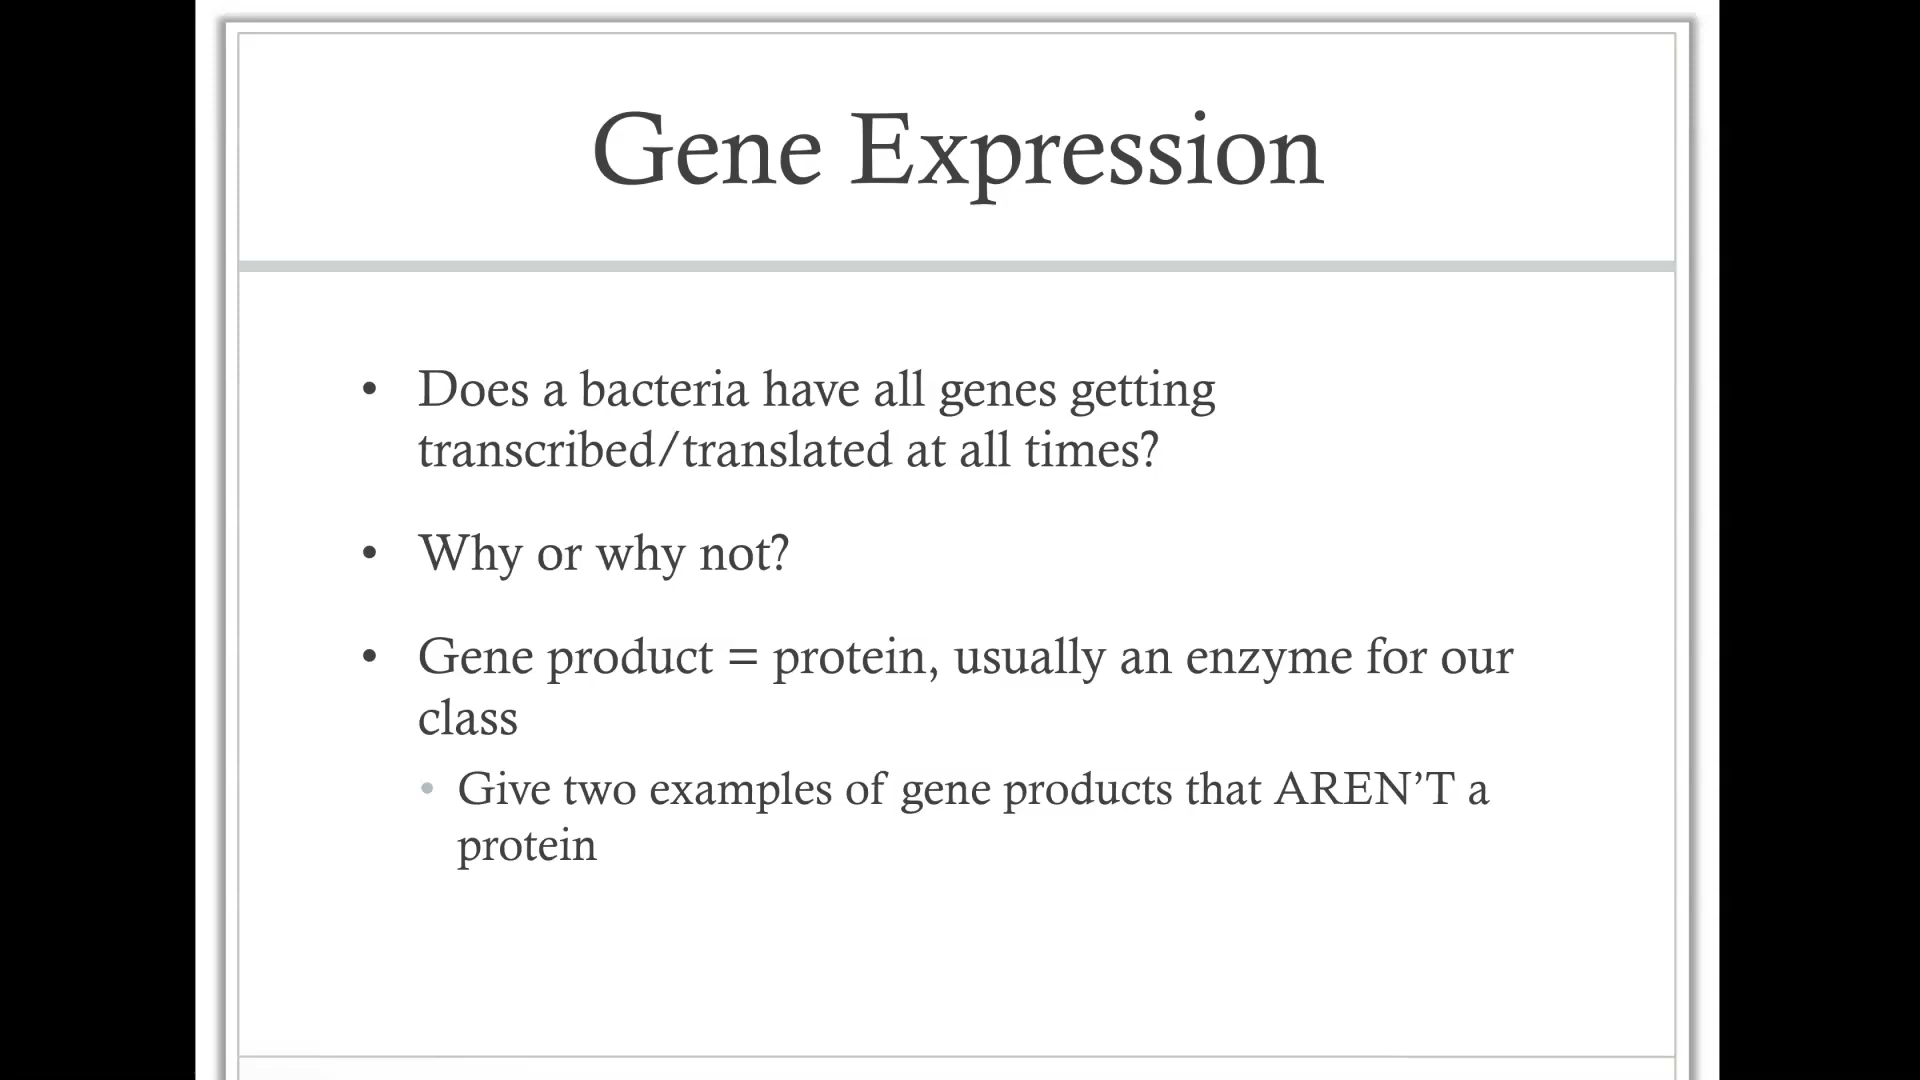 Gene Expression
• Does a bacteria have all genes getting
transcribed/translated at all times?
• Why or why not?
• Gene product = protein, usually an enzyme for our
class
• Give two examples of gene products that AREN’T a
protein